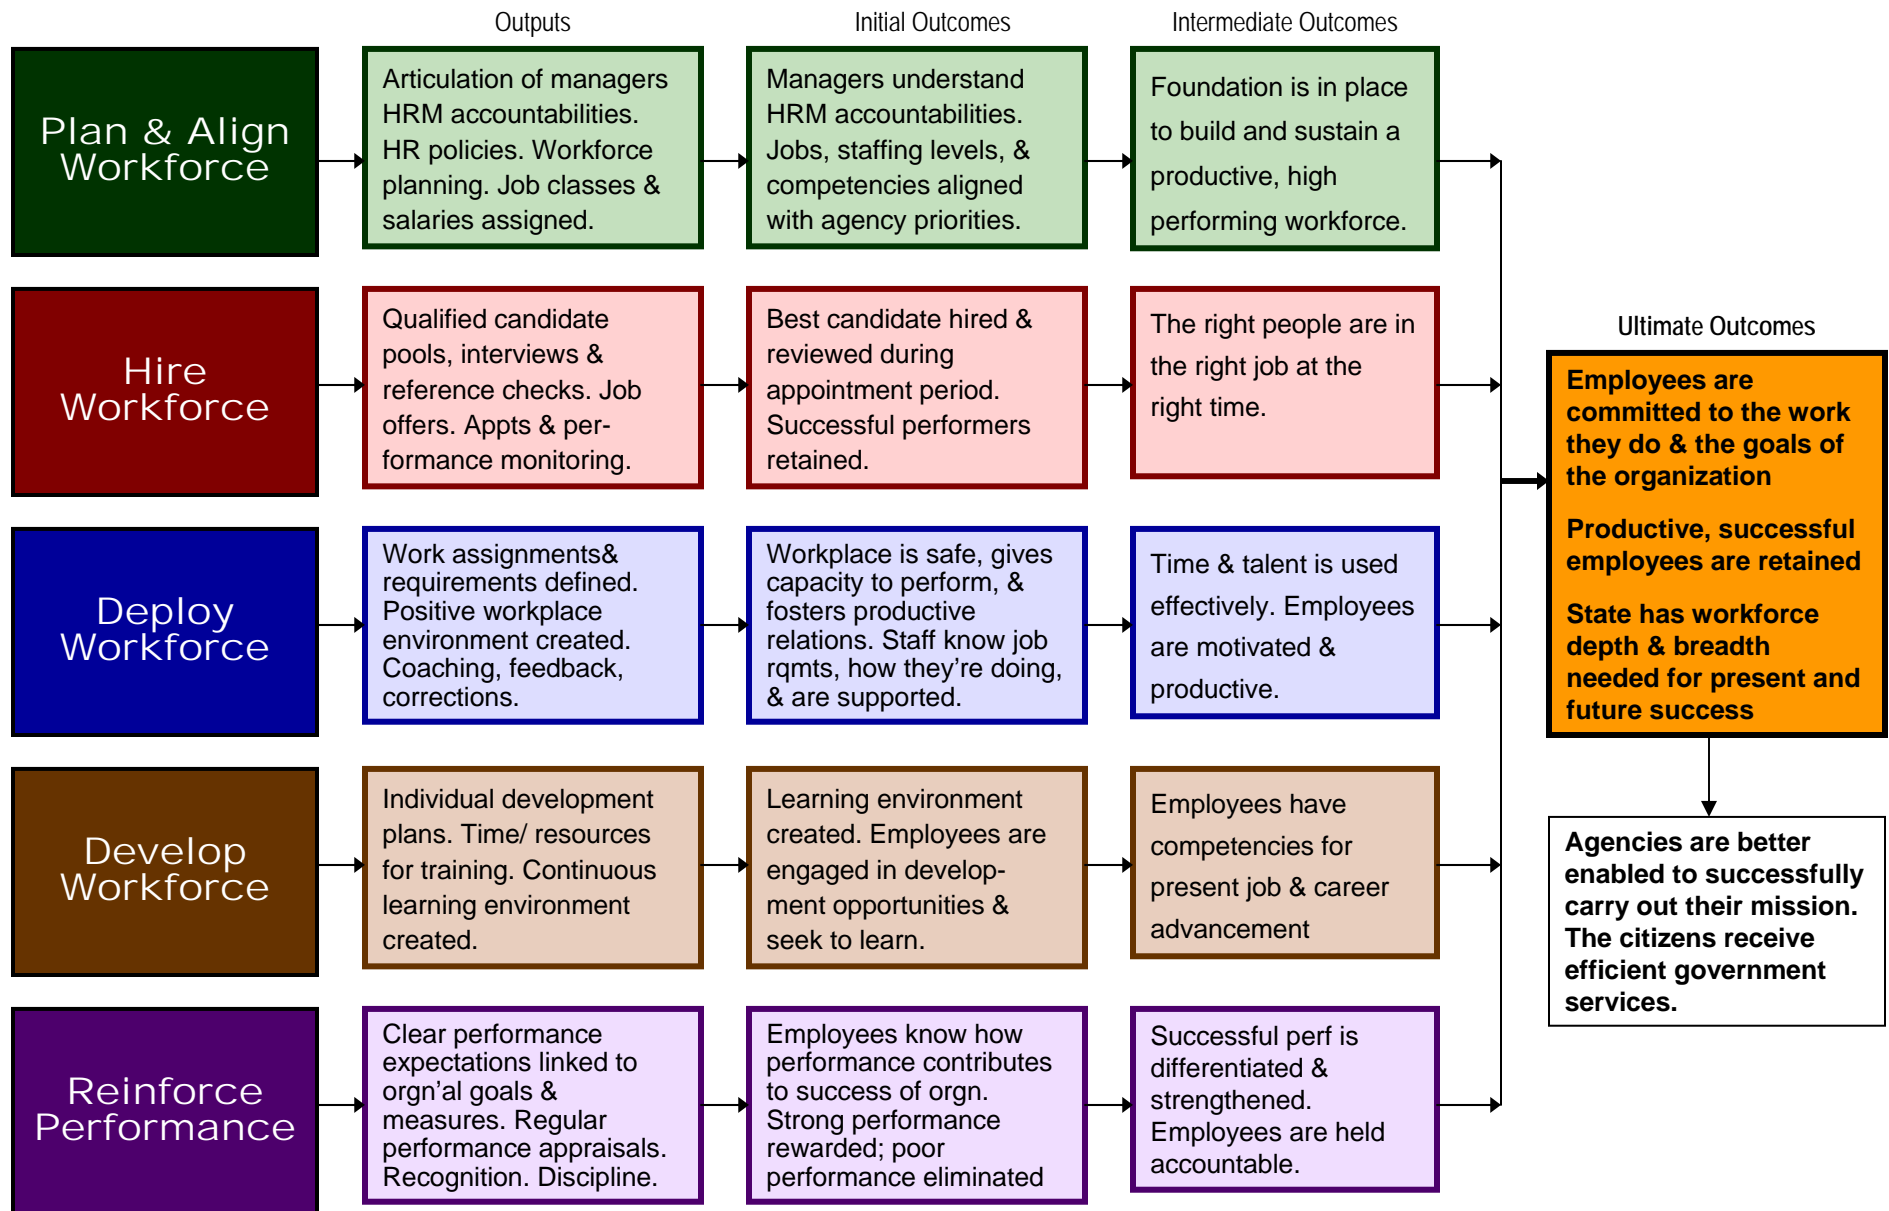 Outputs
Initial Outcomes
Intermediate Outcomes
Plan & Align
Workforce
Articulation of managers
HRM accountabilities.
HR policies. Workforce
planning. Job classes &
salaries assigned.
Managers understand
HRM accountabilities.
Jobs, staffing levels, &
competencies aligned
with agency priorities.
Foundation is in place
to build and sustain a
productive, high
performing workforce.
Hire
Workforce
Qualified candidate
pools, interviews &
reference checks. Job
offers. Appts & per-
formance monitoring.
Best candidate hired &
reviewed during
appointment period.
Successful performers
retained.
The right people are in
the right job at the
right time.
Deploy
Workforce
Work assignments&
requirements defined.
Positive workplace
environment created.
Coaching, feedback,
corrections.
Workplace is safe, gives
capacity to perform, &
fosters productive
relations. Staff know job
rqmts, how they’re doing,
& are supported.
Time & talent is used
effectively. Employees
are motivated &
productive.
Develop
Workforce
Individual development
plans. Time/ resources
for training. Continuous
learning environment
created.
Learning environment
created. Employees are
engaged in develop-
ment opportunities &
seek to learn.
Employees have
competencies for
present job & career
advancement
Reinforce
Performance
Clear performance
expectations linked to
orgn’al goals &
measures. Regular
performance appraisals.
Recognition. Discipline.
Employees know how
performance contributes
to success of orgn.
Strong performance
rewarded; poor
performance eliminated
Successful perf is
differentiated &
strengthened.
Employees are held
accountable.
Ultimate Outcomes
Employees are
committed to the work
they do & the goals of
the organization
Productive, successful
employees are retained
State has workforce
depth & breadth
needed for present and
future success
Agencies are better
enabled to successfully
carry out their mission.
The citizens receive
efficient government
services.